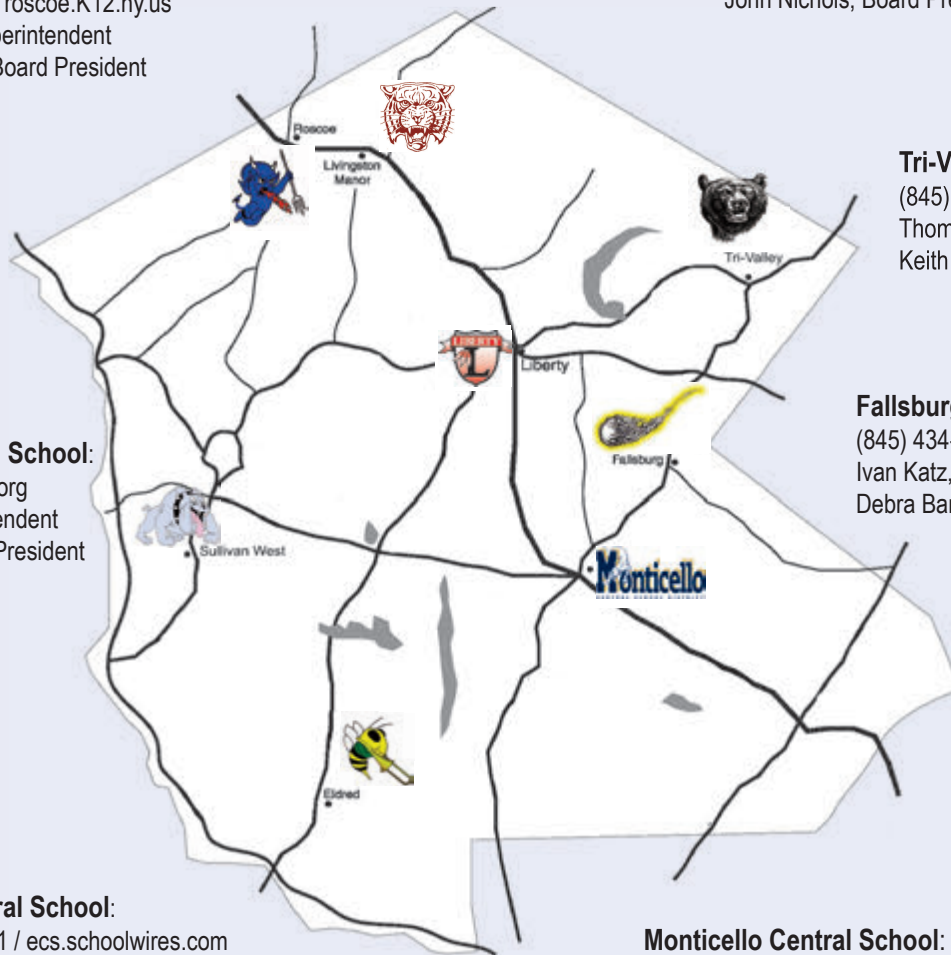 roscoe.K12.ny.us
perintendent
Board President
John Nichols, Board Pre
Roscoe
Livingston
Manor
Tri-V
(845)
Thom
Keith
Tri-Valley
LIBERTY
L
Liberty
Fallsburg
(845) 434
Ivan Katz,
Debra Bar
Fallsburg
School:
org
endent
President
Sullivan West
Monticello
CENTRAL SCHOOL DISTRICT
Eldred
ral School:
1 / ecs.schoolwires.com
Monticello Central School: